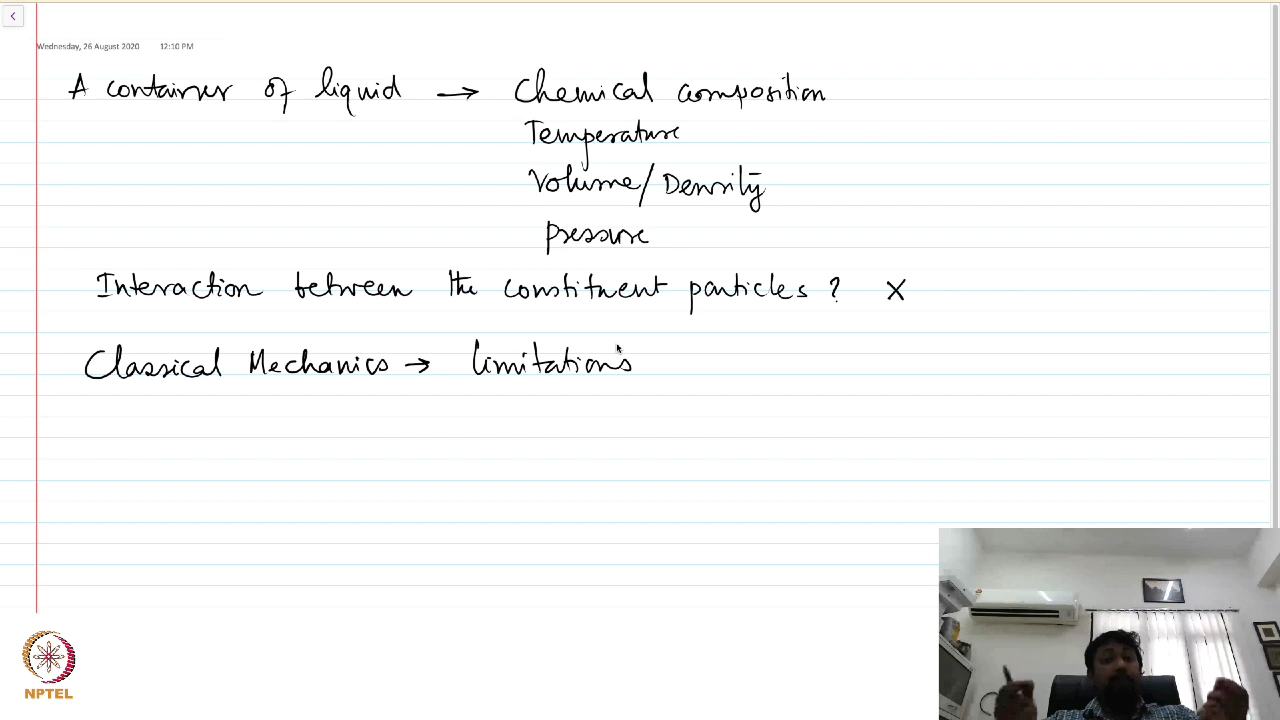 Wednesday, 26 August 2020 12:10 PM
A container of liquid → Chemical composition
Temperature
Volume/Density
Pressure
Interaction between the constituent particles ? X
Classical Mechanics → limitations
NPTEL